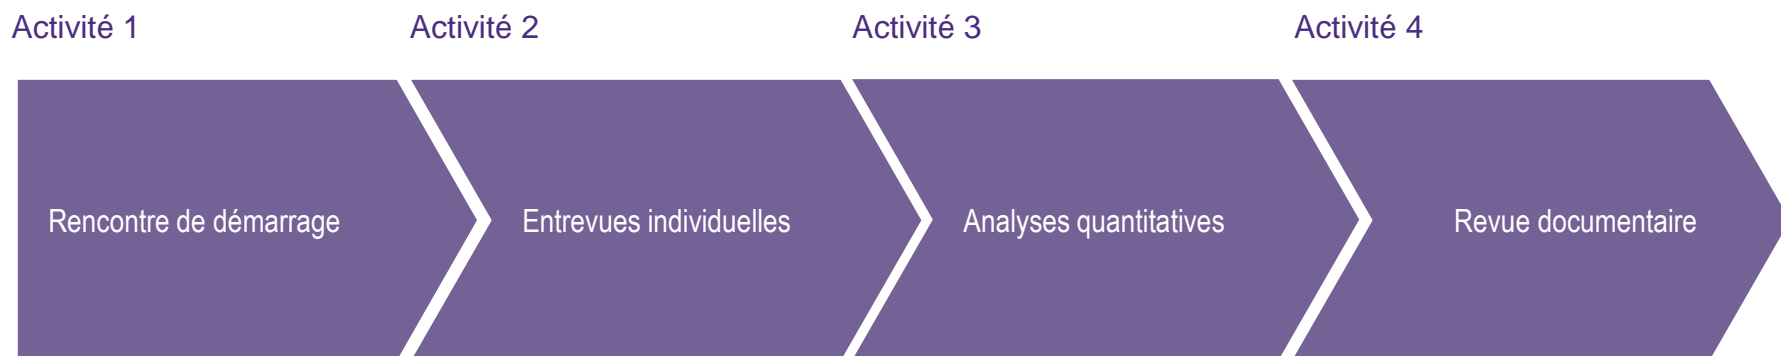 Activité 1
Activité 2
Activité 3
Activité 4
Rencontre de démarrage
Entrevues individuelles
Analyses quantitatives
Revue documentaire